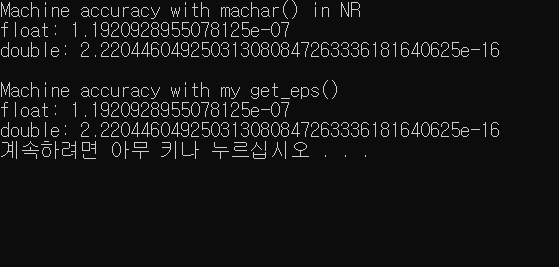 Machine accuracy with machar() in NR
float: 1.1920928955078125e-07
double: 2.220446049250313080847263336181640625e-16
Machine accuracy with my get_eps()
float: 1.1920928955078125e-07
double: 2.220446049250313080847263336181640625e-16
계속하려면 아무 키나 누르십시오 . . .